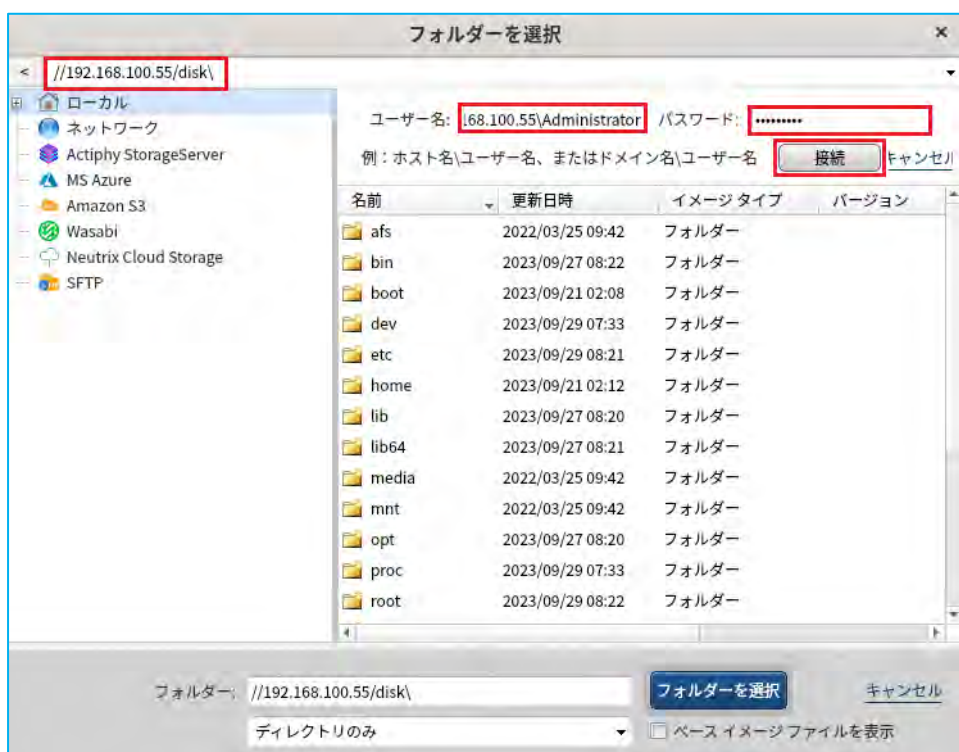 フォルダーを選択 ×
< //192.168.100.55/disk\
ローカル
ネットワーク
Actiphy StorageServer
MS Azure
Amazon S3
Wasabi
Neutrix Cloud Storage
SFTP
ユーザー名: .68.100.55\Administrator パスワード: •••••••••
例：ホスト名\ユーザー名、またはドメイン名\ユーザー名 接続 キャンセル
名前 更新日時 イメージ タイプ バージョン
afs 2022/03/25 09:42 フォルダー
bin 2023/09/27 08:22 フォルダー
boot 2023/09/21 02:08 フォルダー
dev 2023/09/29 07:33 フォルダー
etc 2023/09/29 08:21 フォルダー
home 2023/09/21 02:12 フォルダー
lib 2023/09/27 08:20 フォルダー
lib64 2023/09/27 08:21 フォルダー
media 2022/03/25 09:42 フォルダー
mnt 2022/03/25 09:42 フォルダー
opt 2023/09/27 08:20 フォルダー
proc 2023/09/29 07:33 フォルダー
root 2023/09/29 08:22 フォルダー
フォルダー: //192.168.100.55/disk\ フォルダーを選択 キャンセル
ディレクトリのみ ベース イメージ ファイルを表示